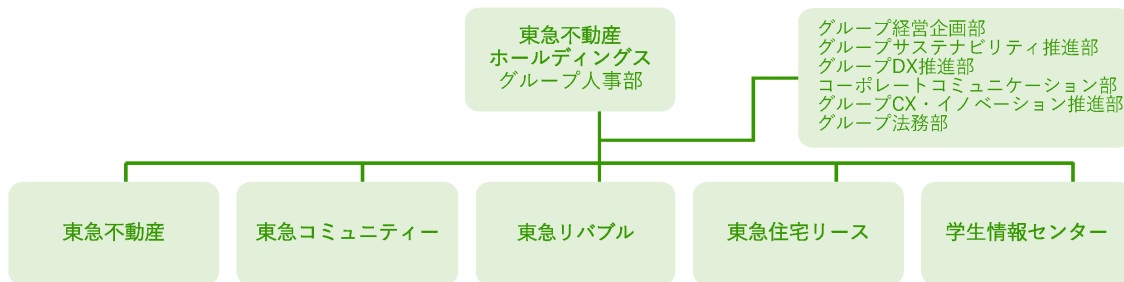 東急不動産
ホールディングス
グループ人事部
グループ経営企画部
グループサステナビリティ推進部
グループDX推進部
コーポレートコミュニケーション部
グループCX・イノベーション推進部
グループ法務部
東急不動産
東急コミュニティー
東急リバブル
東急住宅リース
学生情報センター